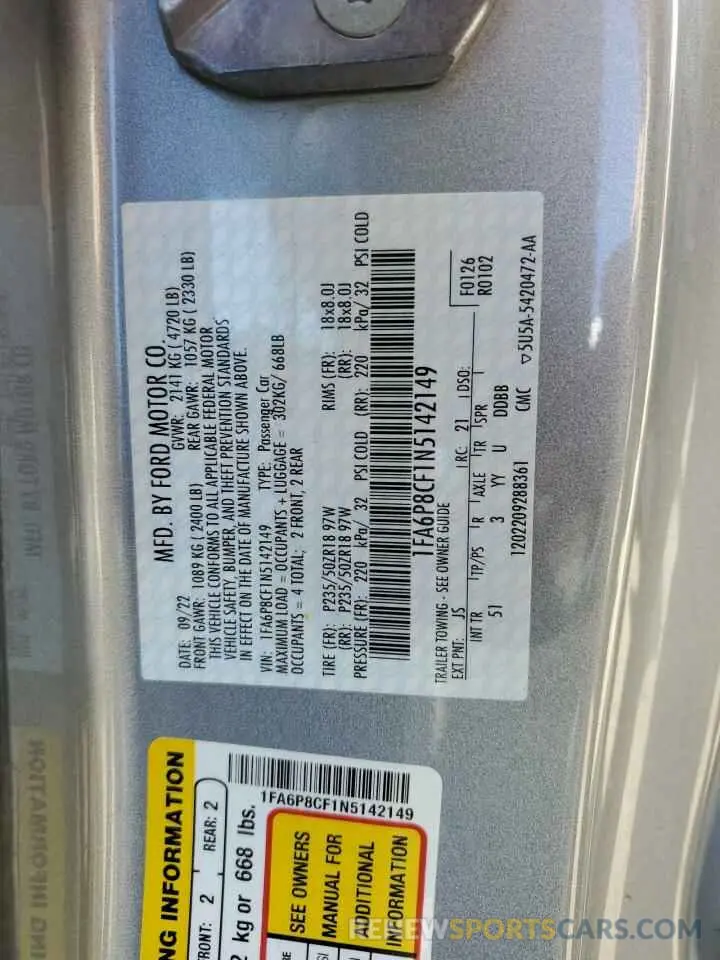 MFD. BY FORD MOTOR CO.
DATE: 09/22 GVWR: 2141 KG ( 4720 LB)
FRONT GAWR: 1089 KG ( 2400 LB) REAR GAWR: 1057 KG ( 2330 LB)
THIS VEHICLE CONFORMS TO ALL APPLICABLE FEDERAL MOTOR
VEHICLE SAFETY, BUMPER, AND THEFT PREVENTION STANDARDS
IN EFFECT ON THE DATE OF MANUFACTURE SHOWN ABOVE.
VIN: 1FA6P8CF1N5142149 TYPE: Passenger Car
MAXIMUM LOAD = OCCUPANTS + LUGGAGE = 302KG/ 668LB
OCCUPANTS = 4 TOTAL; 2 FRONT, 2 REAR
TIRE (FR): P235/50ZR18 97W RIMS (FR): 18x8.0J
(RR): P235/50ZR18 97W (RR): 18x8.0J
PRESSURE (FR): 220 kPa/ 32 PSI COLD (RR): 220 kPa/ 32 PSI COLD
1FA6P8CF1N5142149
TRAILER TOWING - SEE OWNER GUIDE
F0126
R0102
EXT PNT: JS RC: 21 DSO:
INT TR TP/PS R AXLE TR SPR
51 3 YY U DDBB
1202209288361 CMC 5U5A-5420472-AA
NG INFORMATION
FRONT: 2 REAR: 2
2 kg or 668 lbs.
1FA6P8CF1N5142149
SEE OWNERS
MANUAL FOR
ADDITIONAL
INFORMATION
REVIEWSPORTSCARS.COM